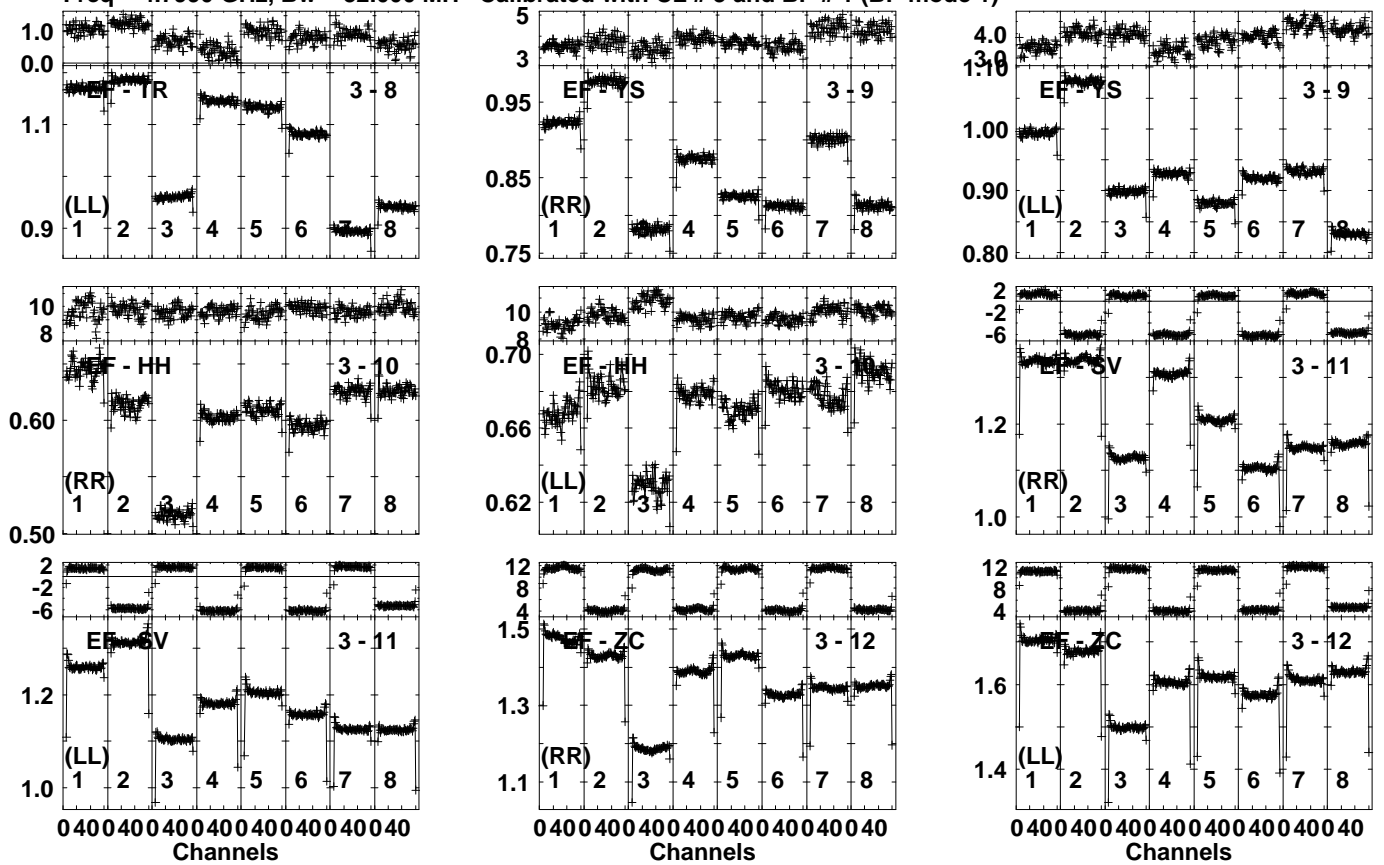 5
1.0
0.0
3
4.0
3.0
EF - TR 3 - 8
1.1
0.9
(LL)
1 2 3 4 5 6 7 8
EF - YS 3 - 9
0.95
0.85
0.75
(RR)
1 2 3 4 5 6 7 8
1.10
EF - YS 3 - 9
1.00
0.90
0.80
(LL)
1 2 3 4 5 6 7 8
10
8
EF - HH 3 - 10
0.60
0.50
(RR)
1 2 3 4 5 6 7 8
10
8
0.70
EF - HH 3 - 10
0.66
0.62
(LL)
1 2 3 4 5 6 7 8
2
-2
-6
EF - SV 3 - 11
1.2
1.0
(RR)
1 2 3 4 5 6 7 8
2
-2
-6
EF - SV 3 - 11
1.2
1.0
(LL)
1 2 3 4 5 6 7 8
0 40 0 40 0 40 0 40 0 40 0 40 0 40 0 40
Channels
12
8
4
1.5
EF - ZC 3 - 12
1.3
1.1
(RR)
1 2 3 4 5 6 7 8
0 40 0 40 0 40 0 40 0 40 0 40 0 40 0 40
Channels
12
8
4
EF - ZC 3 - 12
1.6
1.4
(LL)
1 2 3 4 5 6 7 8
0 40 0 40 0 40 0 40 0 40 0 40 0 40 0 40
Channels